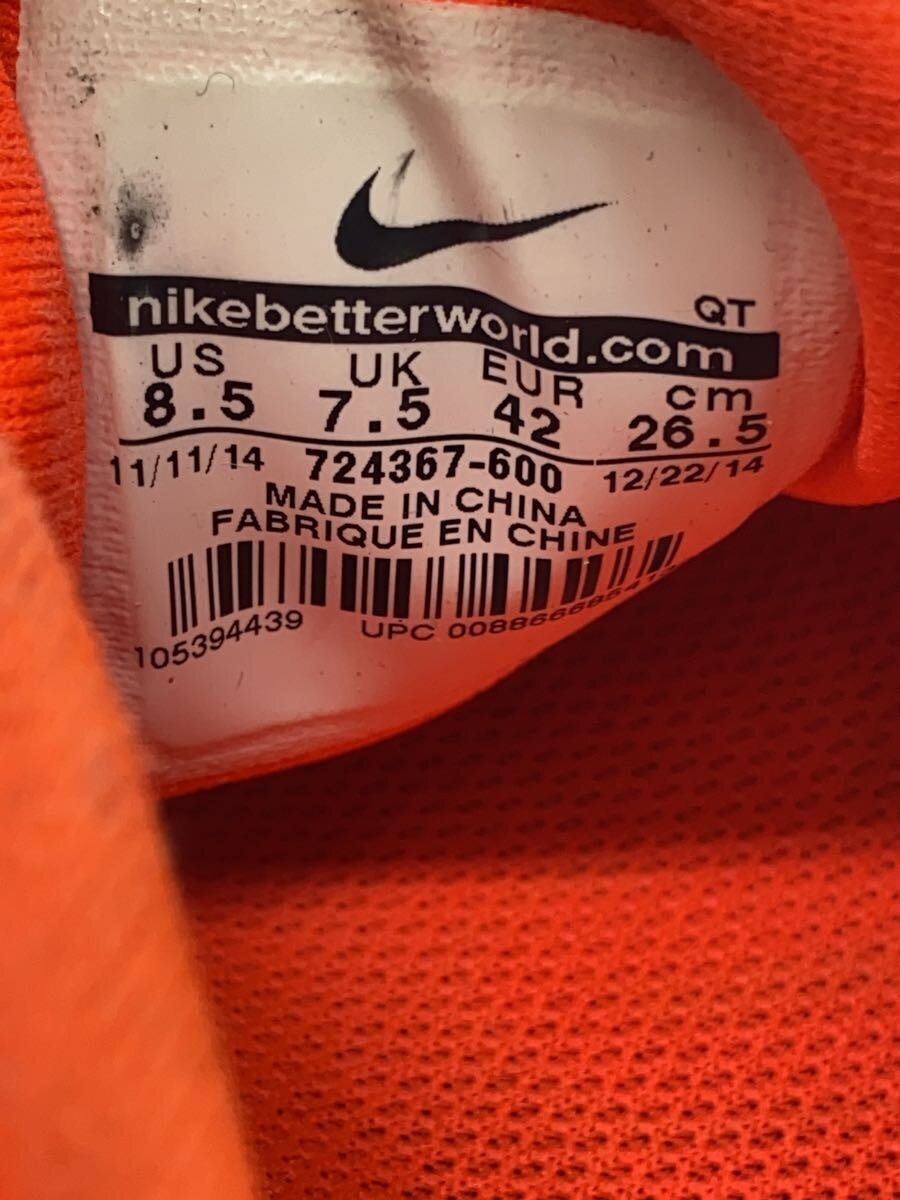 nikebetterworld.com
QT
US UK EUR cm
8.5 7.5 42 26.5
11/11/14 724367-600 12/22/14
MADE IN CHINA
FABRIQUE EN CHINE
105394439 UPC